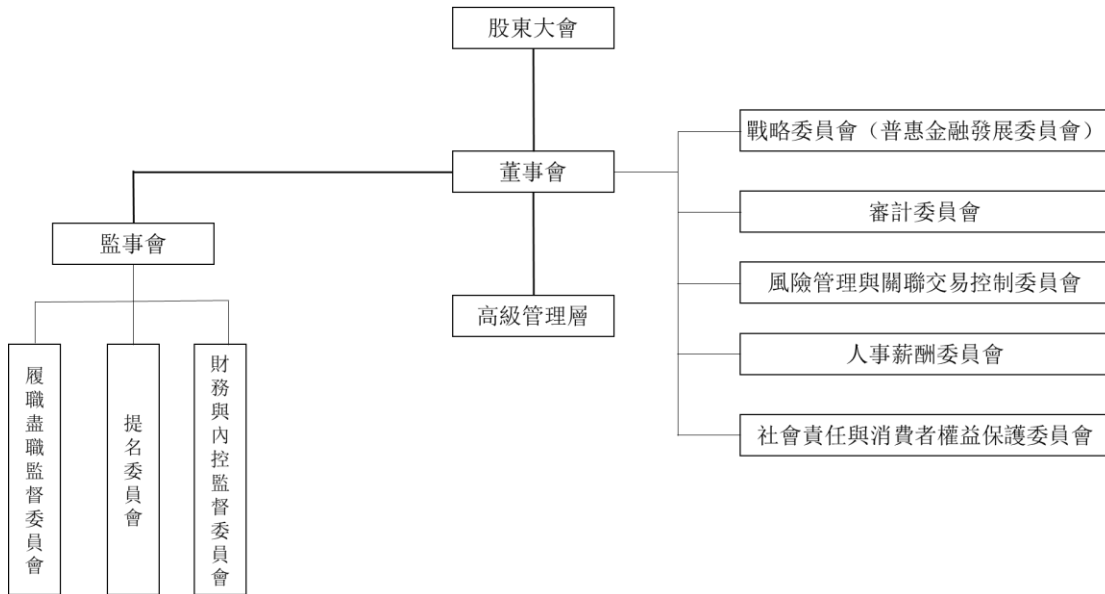 股東大會
戰略委員會（普惠金融發展委員會）
董事會
審計委員會
監事會
風險管理與關聯交易控制委員會
高級管理層
人事薪酬委員會
社會責任與消費者權益保護委員會
履職盡職監督委員會
提名委員會
財務與內控監督委員會